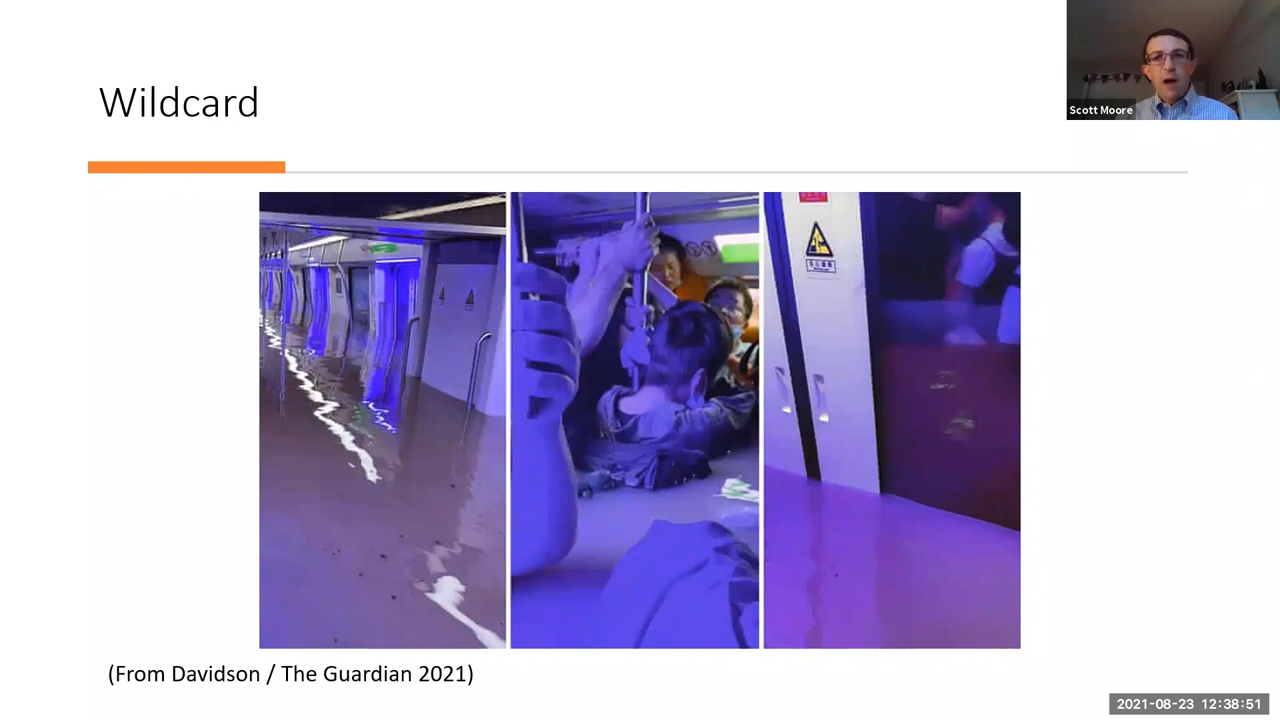 Wildcard
Scott Moore
(From Davidson / The Guardian 2021)
2021-08-23 12:38:51